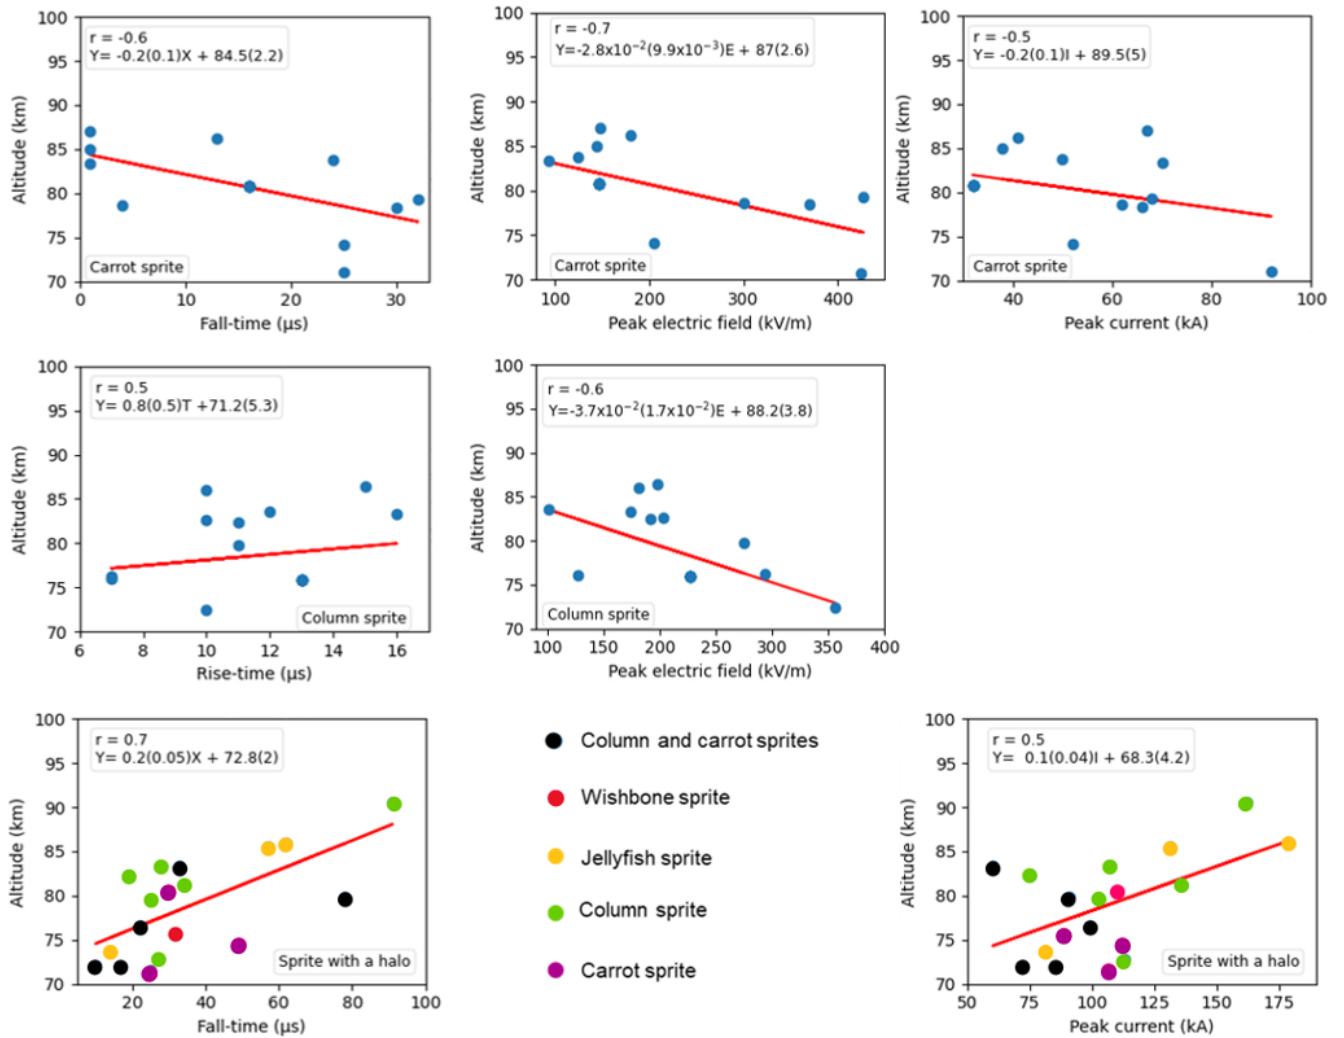 r = -0.6
Y= -0.2(0.1)X + 84.5(2.2)
100
95
90
85
80
75
70
Altitude (km)
Carrot sprite
0 10 20 30
Fall-time (μs)
r = -0.7
Y=-2.8x10⁻²(9.9x10⁻³)E + 87(2.6)
100
95
90
85
80
75
70
Altitude (km)
Carrot sprite
100 200 300 400
Peak electric field (kV/m)
r = -0.5
Y= -0.2(0.1)I + 89.5(5)
100
95
90
85
80
75
70
Altitude (km)
Carrot sprite
40 60 80 100
Peak current (kA)
r = 0.5
Y= 0.8(0.5)T +71.2(5.3)
100
95
90
85
80
75
70
Altitude (km)
Column sprite
6 8 10 12 14 16
Rise-time (μs)
r = -0.6
Y=-3.7x10⁻²(1.7x10⁻²)E + 88.2(3.8)
100
95
90
85
80
75
70
Altitude (km)
Column sprite
100 150 200 250 300 350 400
Peak electric field (kV/m)
r = 0.7
Y= 0.2(0.05)X + 72.8(2)
100
95
90
85
80
75
70
Altitude (km)
Sprite with a halo
20 40 60 80 100
Fall-time (μs)
Column and carrot sprites
Wishbone sprite
Jellyfish sprite
Column sprite
Carrot sprite
r = 0.5
Y= 0.1(0.04)I + 68.3(4.2)
100
95
90
85
80
75
70
Altitude (km)
Sprite with a halo
50 75 100 125 150 175
Peak current (kA)